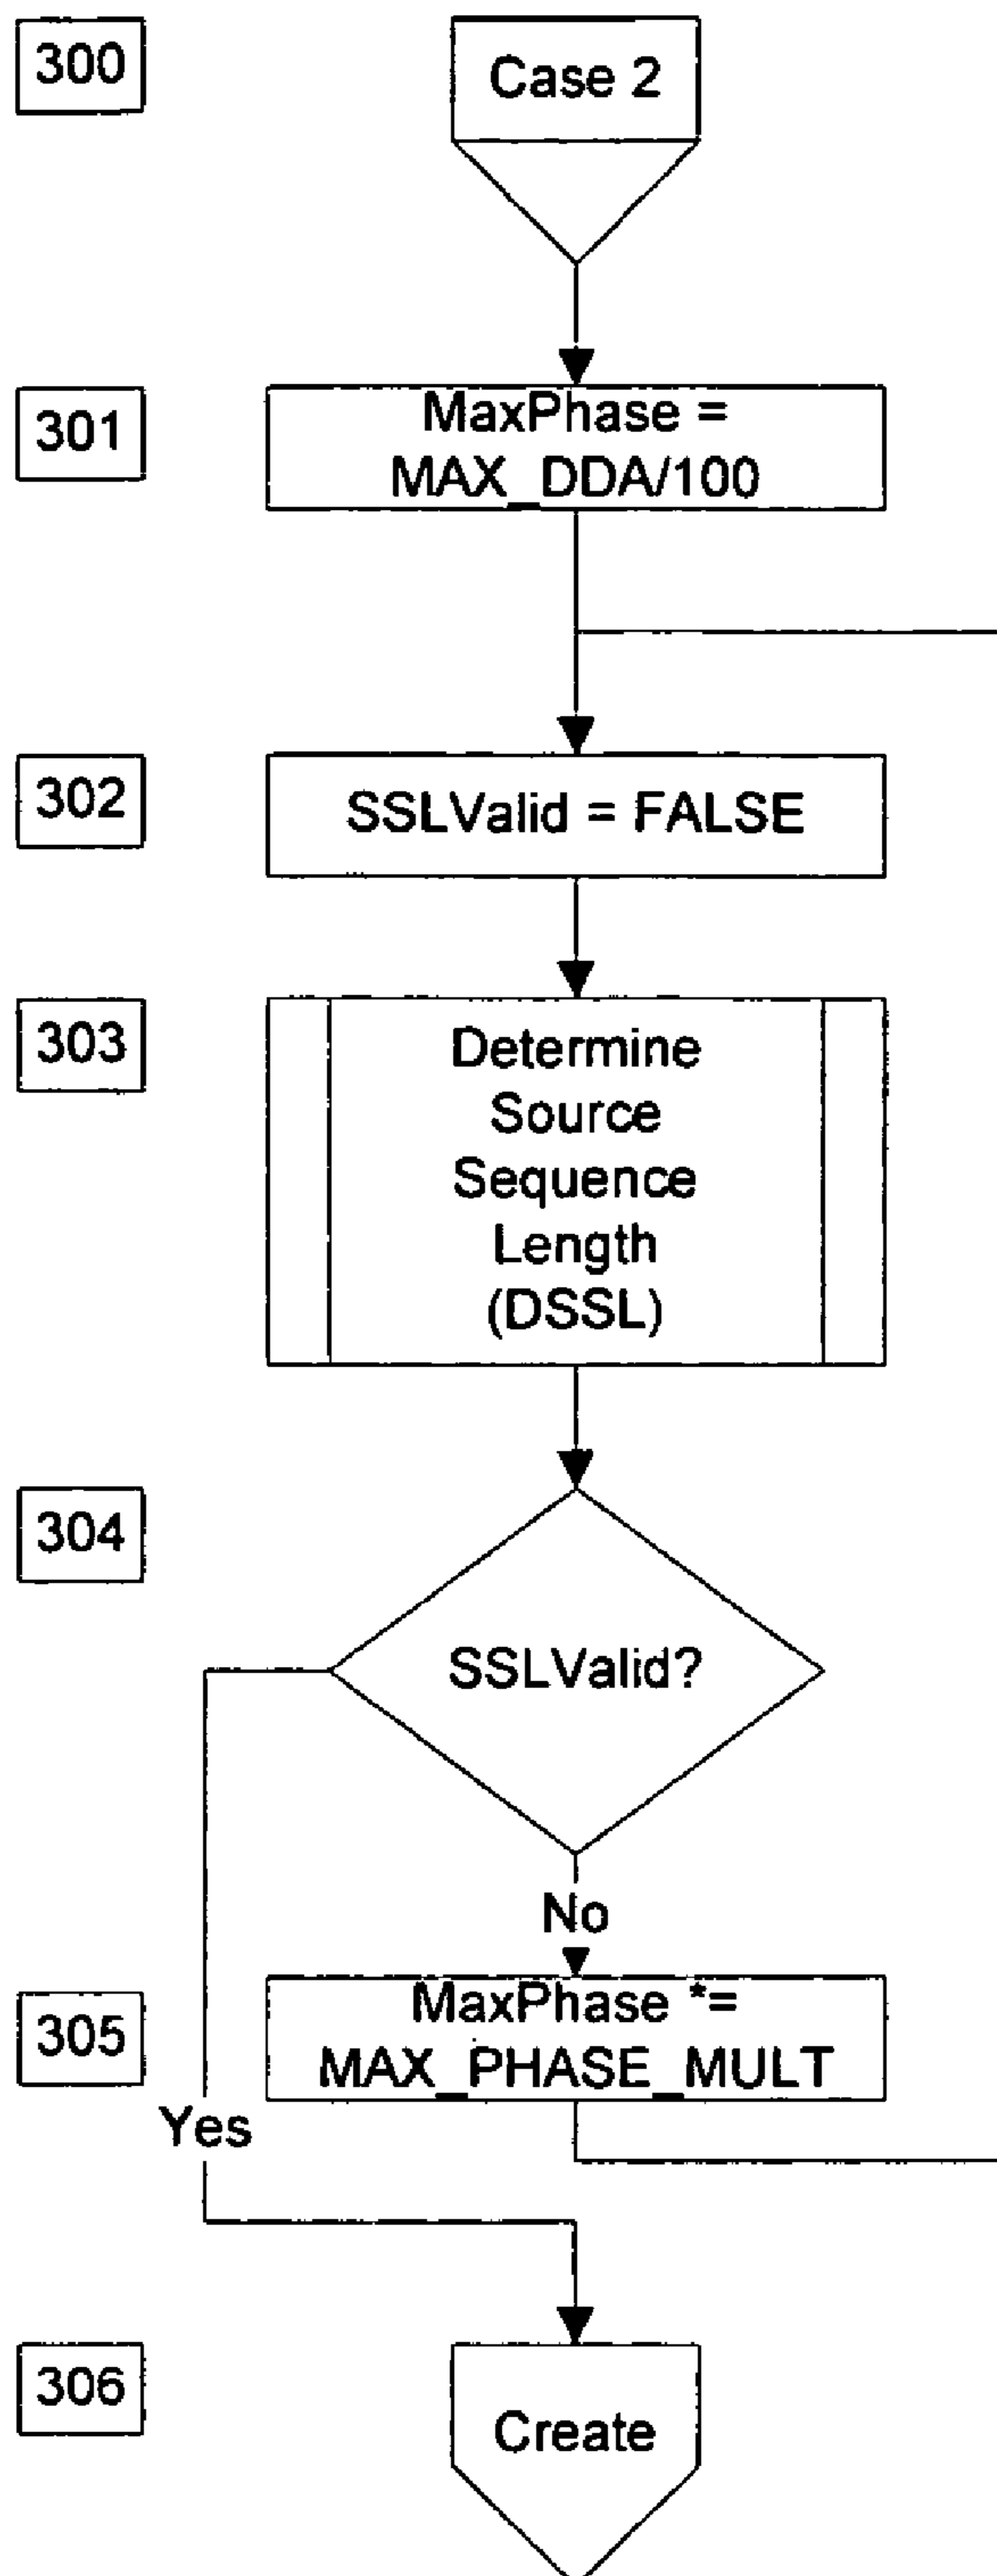 300
Case 2
301
MaxPhase =
MAX_DDA/100
302
SSLValid = FALSE
303
Determine
Source
Sequence
Length
(DSSL)
304
SSLValid?
No
305
MaxPhase *=
MAX_PHASE_MULT
Yes
306
Create